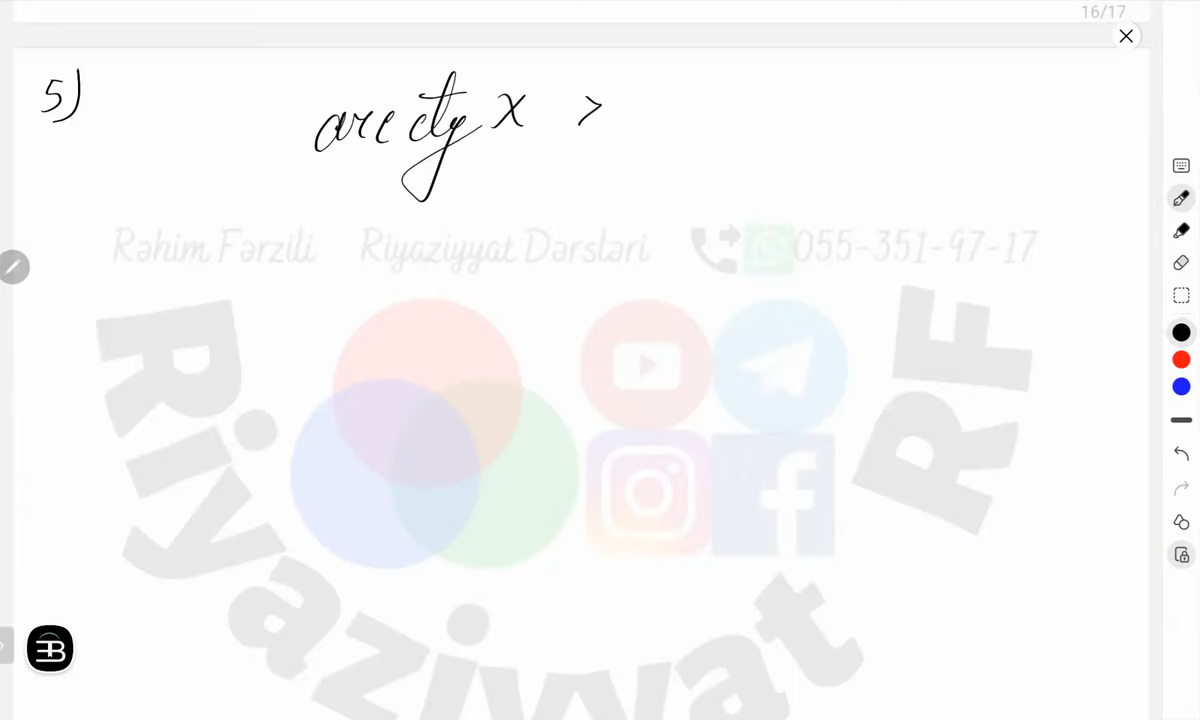 16/17
5) arcctg x >
Rəhim Fərzili Riyaziyyat Dərsləri 055-351-97-17
Riyaziyyat RF